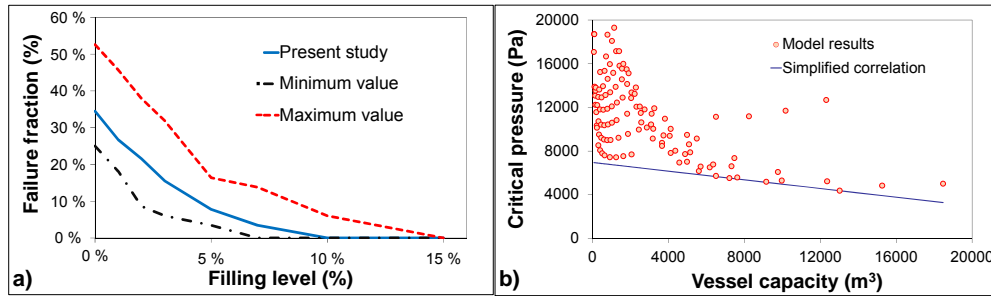 60 %
50 %
40 %
30 %
20 %
10 %
0 %
Failure fraction (%)
Present study
Minimum value
Maximum value
0 %
5 %
10 %
15 %
Filling level (%)
a)
20000
16000
12000
8000
4000
0
Critical pressure (Pa)
Model results
Simplified correlation
0
4000
8000
12000
16000
20000
Vessel capacity (m³)
b)